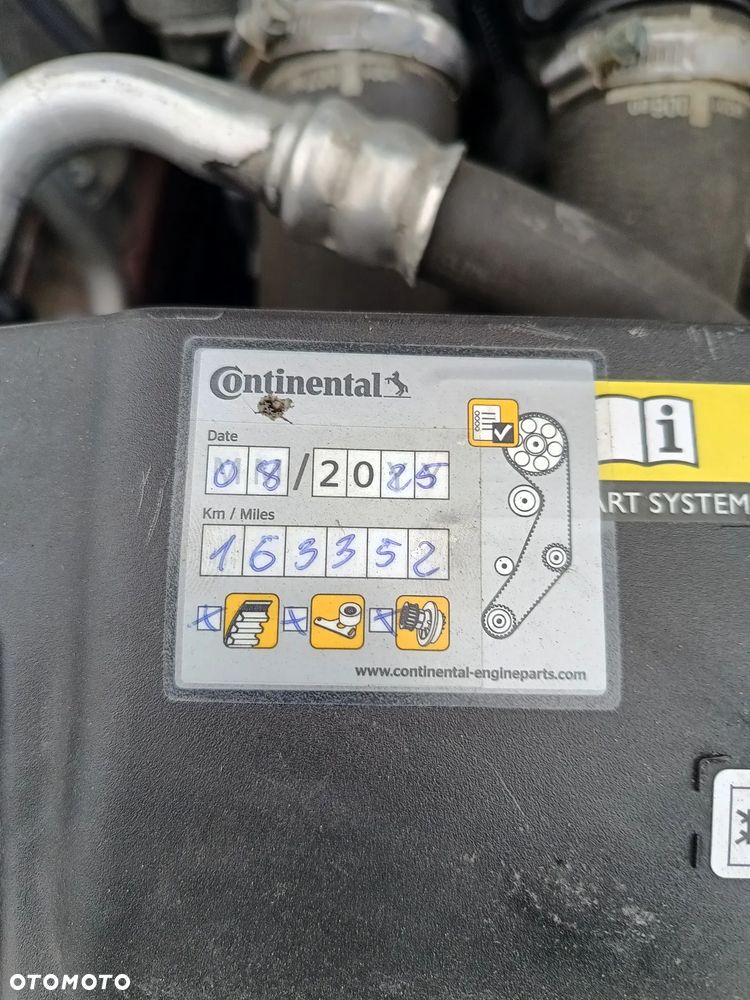 Continental
Date
08/2025
Km / Miles
163352
www.continental-engineparts.com
i
ART SYSTEM
OTOMOTO